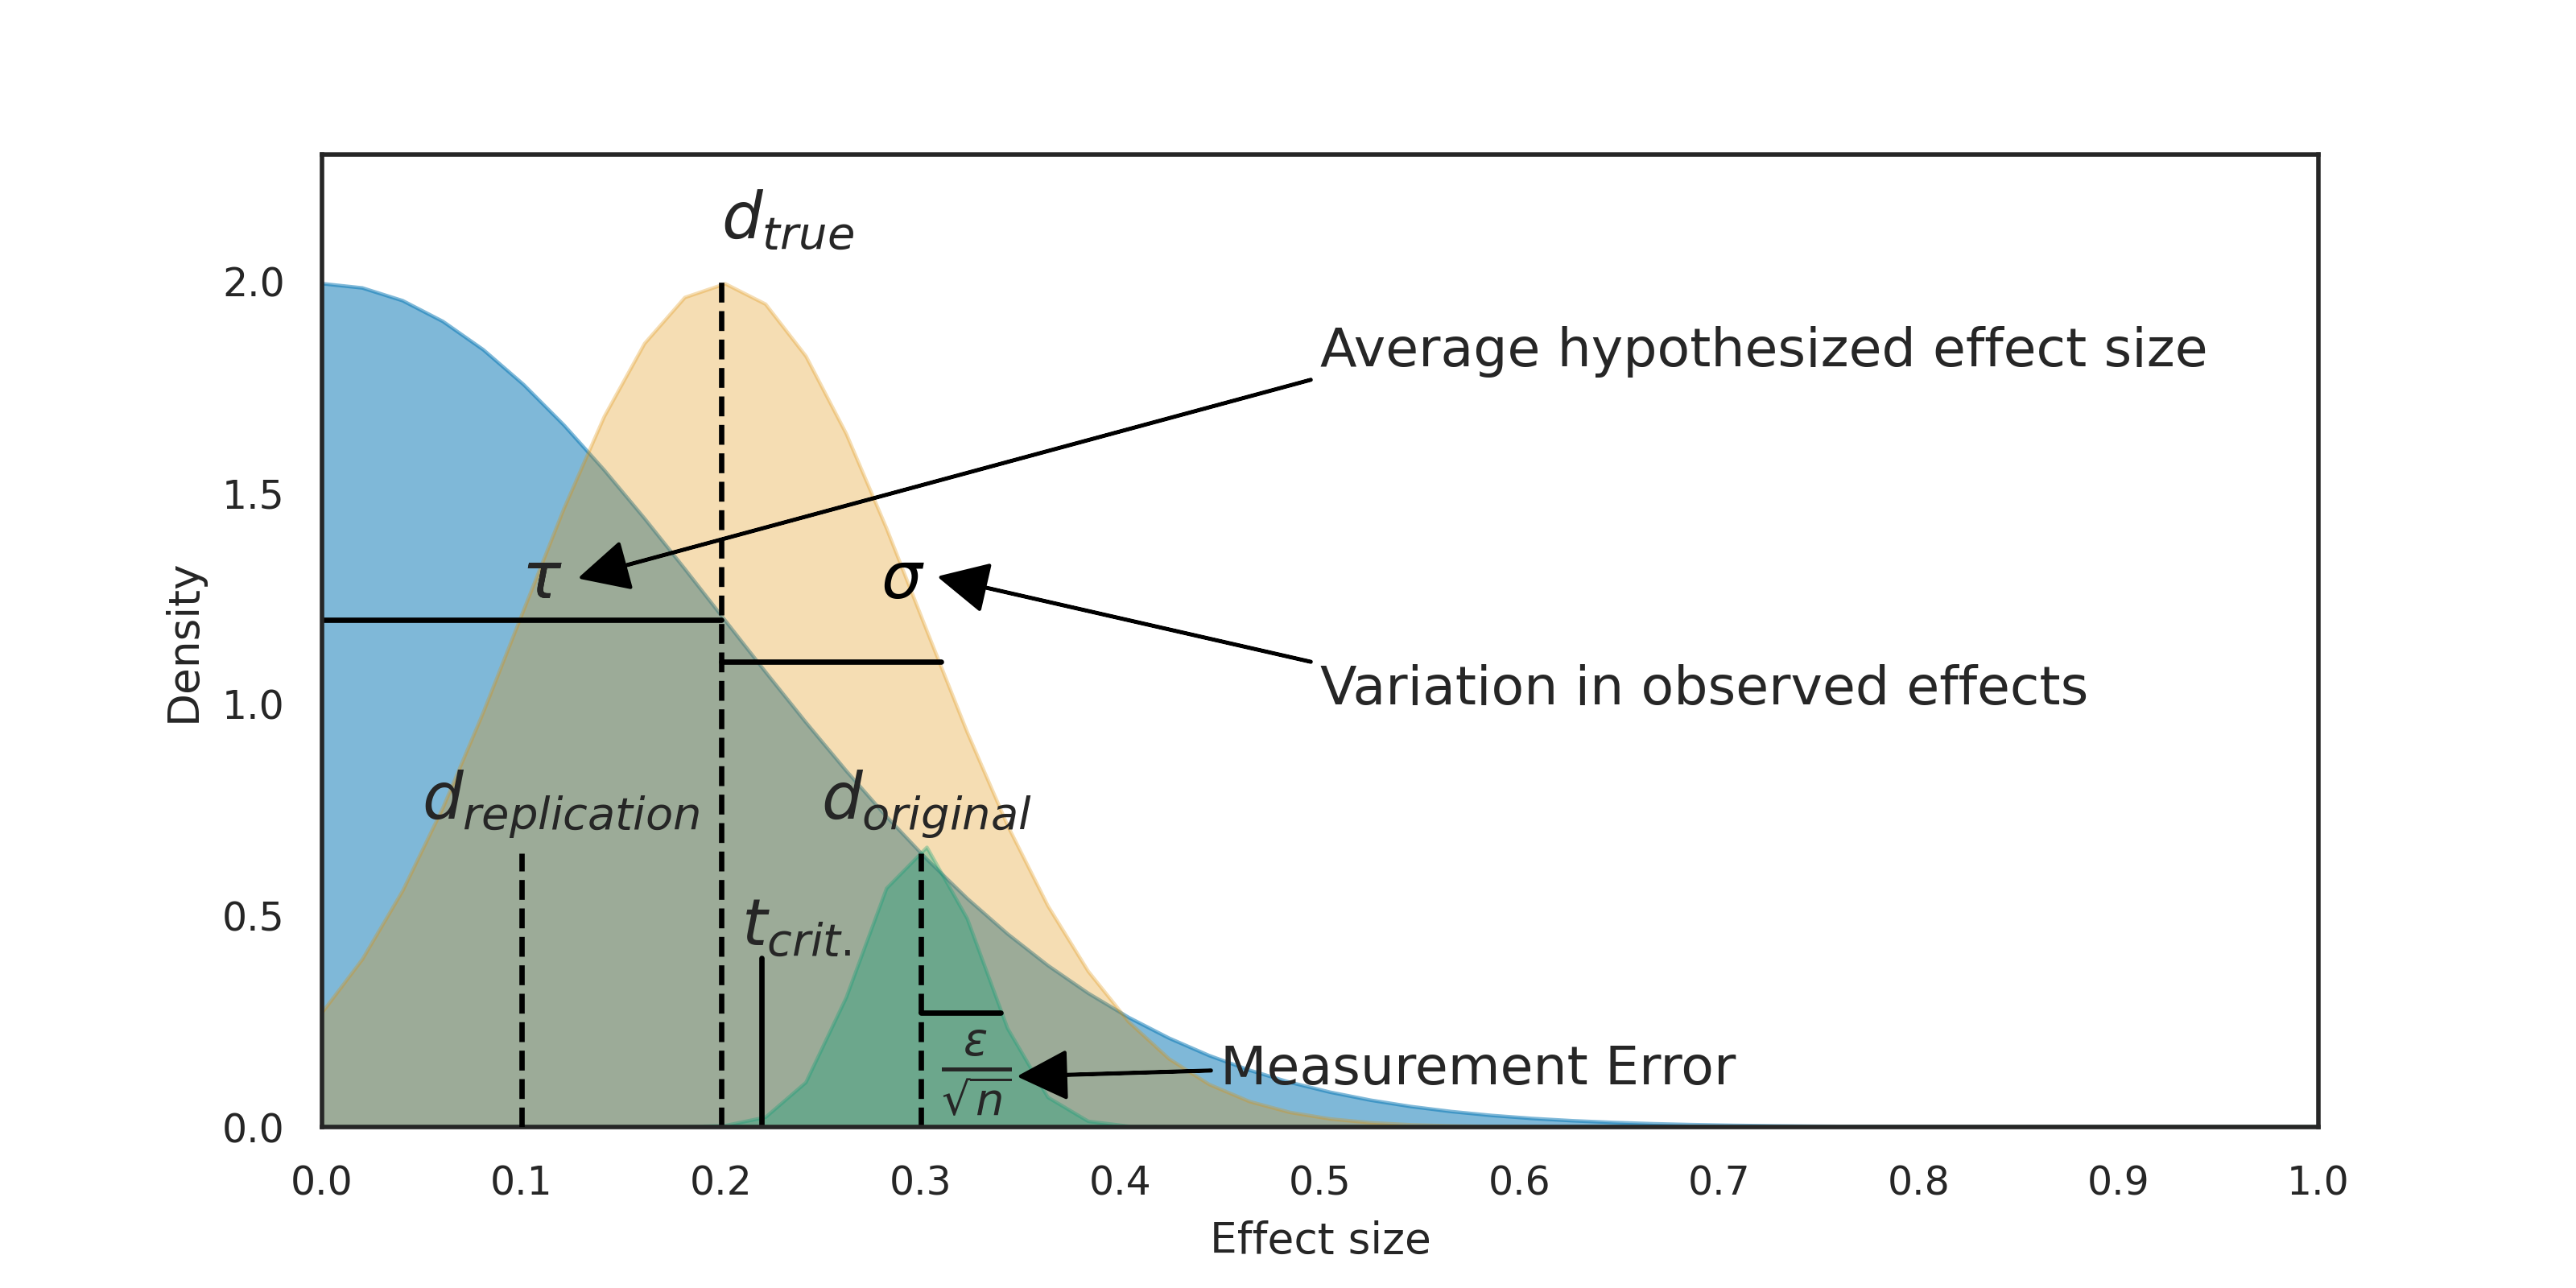 d_true
2.0
Average hypothesized effect size
1.5
τ
σ
Density
1.0
Variation in observed effects
d_replication
d_original
0.5
t_crit.
ε/√n
Measurement Error
0.0
0.0 0.1 0.2 0.3 0.4 0.5 0.6 0.7 0.8 0.9 1.0
Effect size